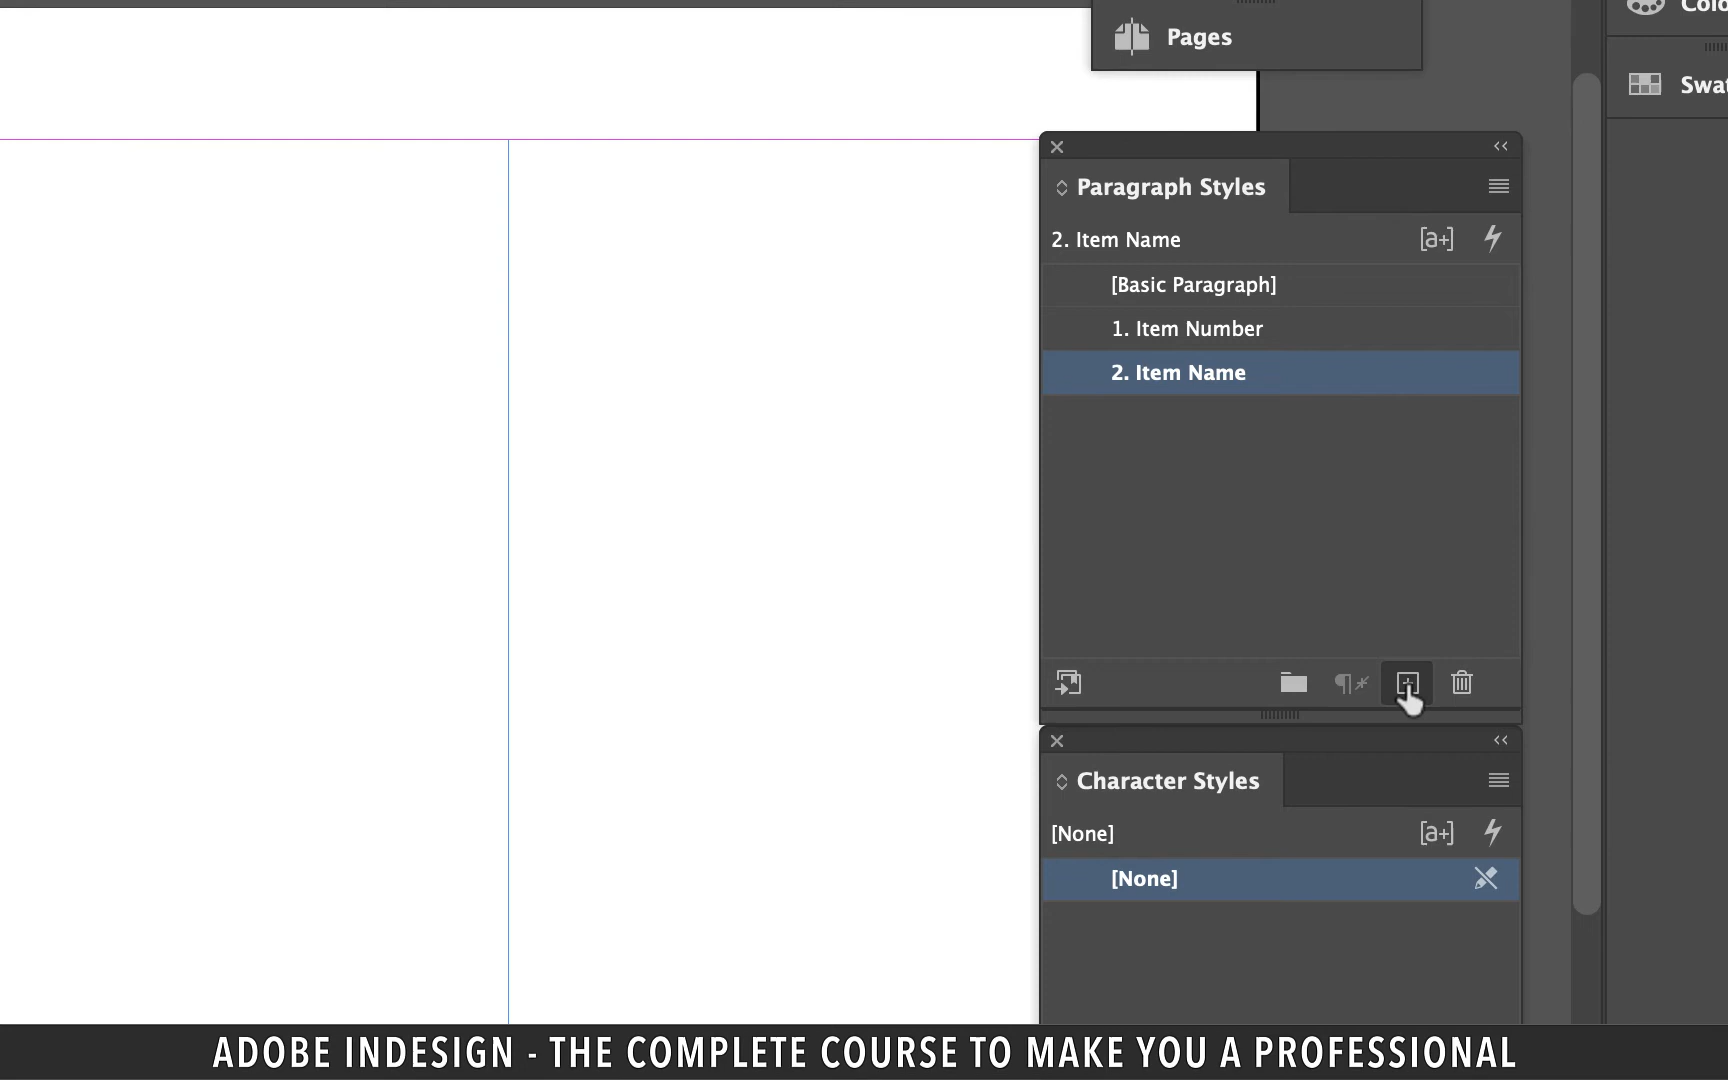 Colo
Pages
Swat
Paragraph Styles
2. Item Name
[a+]
[Basic Paragraph]
1. Item Number
2. Item Name
Character Styles
[None]
[a+]
[None]
ADOBE INDESIGN - THE COMPLETE COURSE TO MAKE YOU A PROFESSIONAL